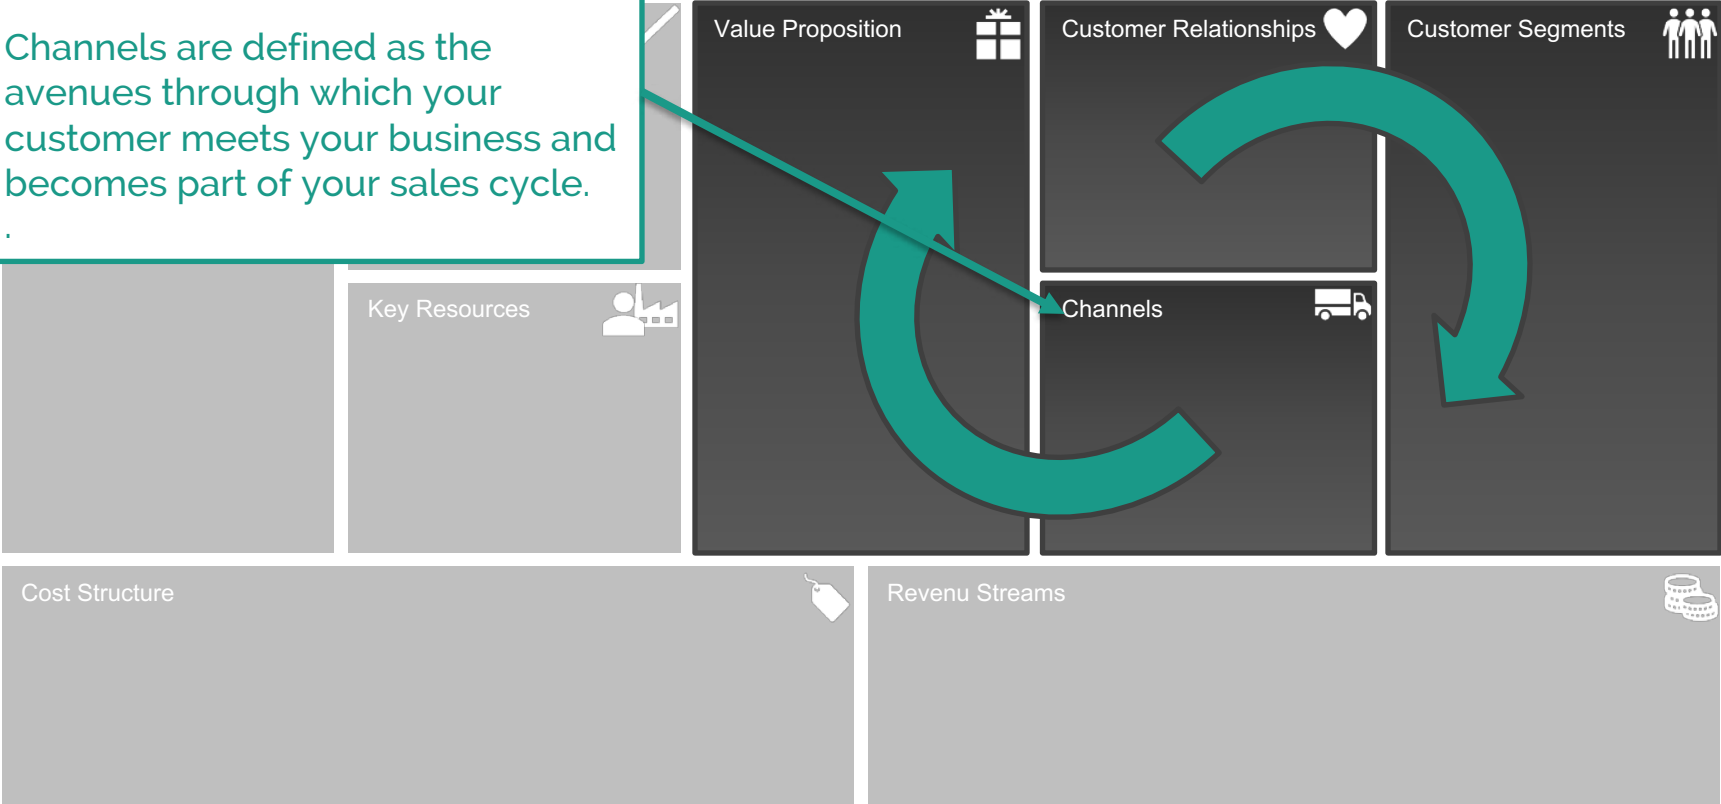 Channels are defined as the
avenues through which your
customer meets your business and
becomes part of your sales cycle.
.
Value Proposition
Customer Relationships
Customer Segments
Key Resources
Channels
Cost Structure
Revenu Streams